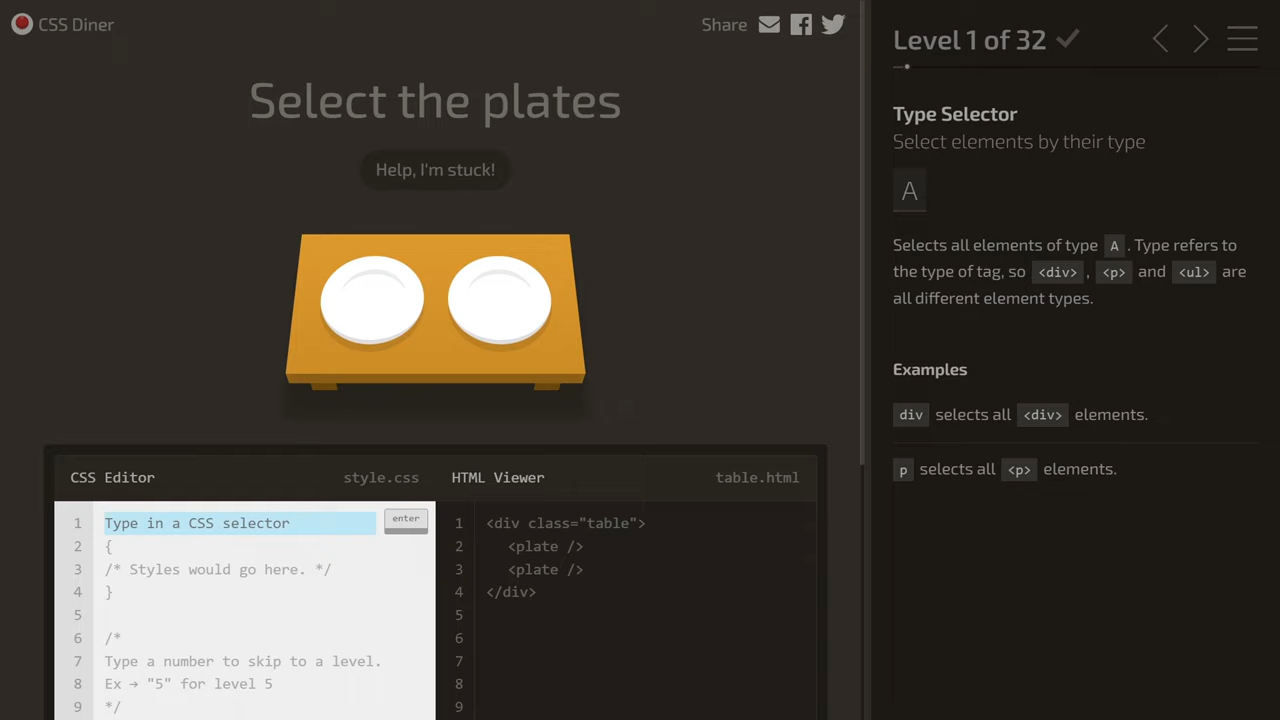 CSS Diner
Share
Select the plates
Help, I'm stuck!
CSS Editor
style.css
1 Type in a CSS selector
enter
2 {
3 /* Styles would go here. */
4 }
5
6 /*
7 Type a number to skip to a level.
8 Ex → "5" for level 5
9 */
HTML Viewer
table.html
1 <div class="table">
2 <plate />
3 <plate />
4 </div>
5
6
7
8
9
Level 1 of 32
Type Selector
Select elements by their type
A
Selects all elements of type A . Type refers to
the type of tag, so <div> , <p> and <ul> are
all different element types.
Examples
div selects all <div> elements.
p selects all <p> elements.